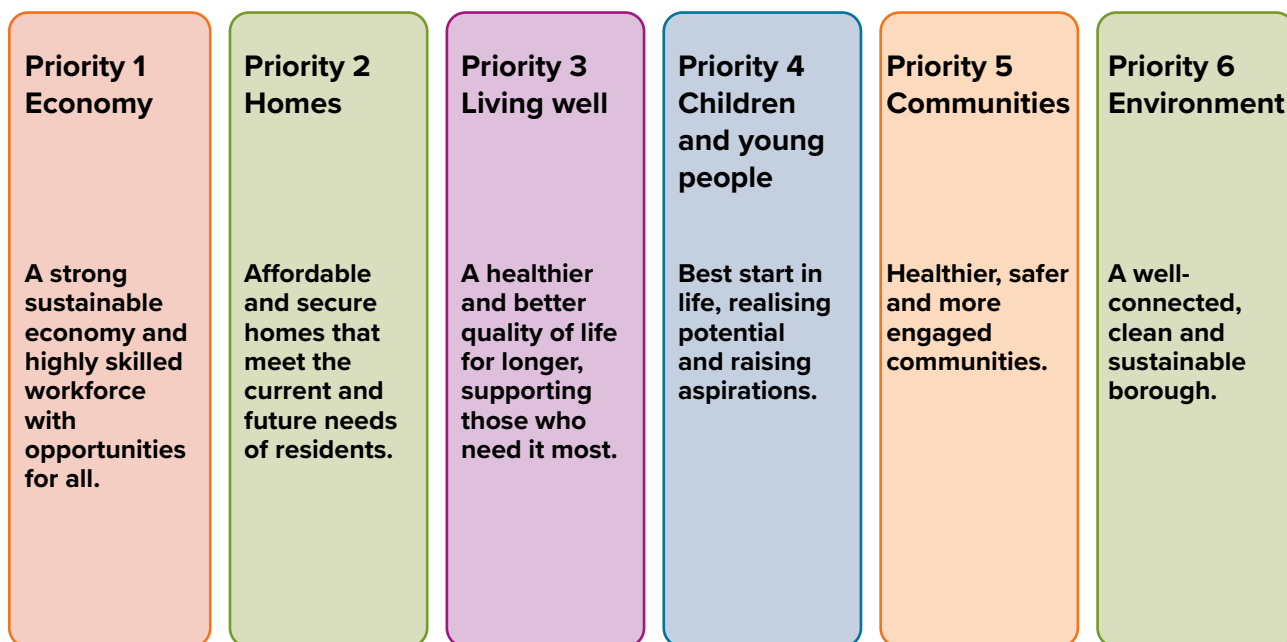 Priority 1
Economy
A strong
sustainable
economy and
highly skilled
workforce
with
opportunities
for all.
Priority 2
Homes
Affordable
and secure
homes that
meet the
current and
future needs
of residents.
Priority 3
Living well
A healthier
and better
quality of life
for longer,
supporting
those who
need it most.
Priority 4
Children
and young
people
Best start in
life, realising
potential
and raising
aspirations.
Priority 5
Communities
Healthier, safer
and more
engaged
communities.
Priority 6
Environment
A well-
connected,
clean and
sustainable
borough.